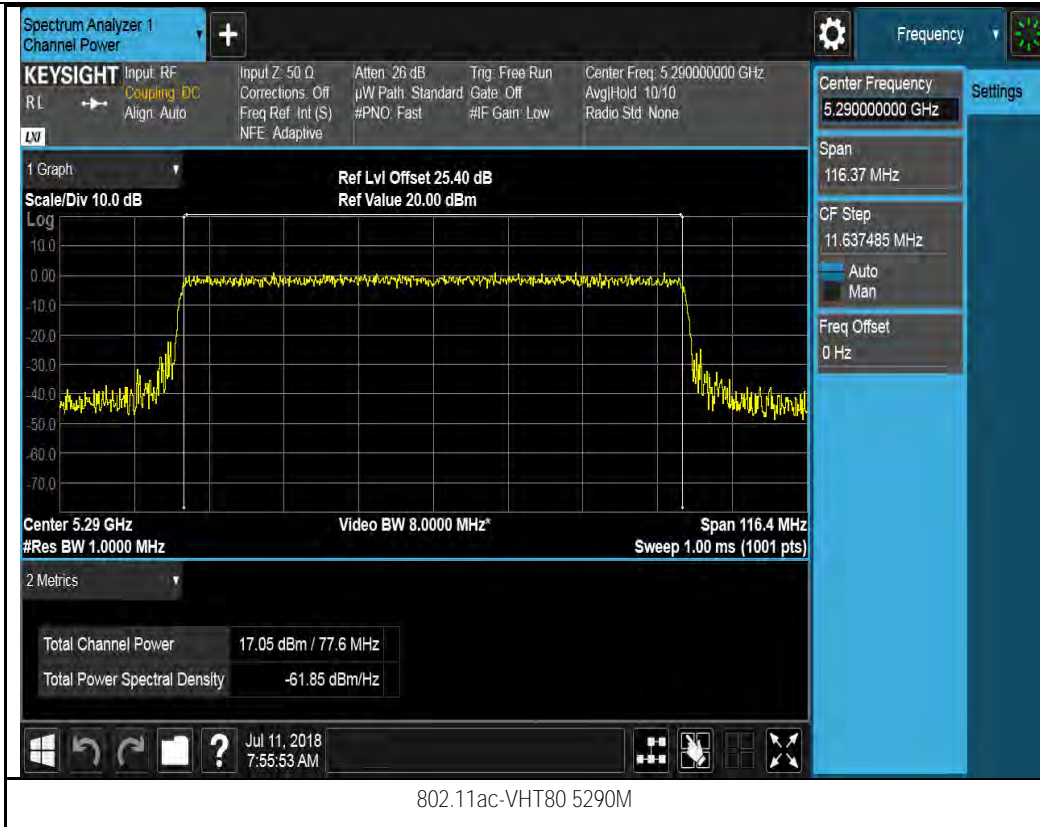 Spectrum Analyzer 1
Channel Power
+
Frequency
KEYSIGHT
R L
LXI
Input: RF
Coupling: DC
Align: Auto
Input Z: 50 Ω
Corrections: Off
Freq Ref: Int (S)
NFE: Adaptive
Atten: 26 dB
µW Path: Standard
#PNO: Fast
Trig: Free Run
Gate: Off
#IF Gain: Low
Center Freq: 5.290000000 GHz
Avg|Hold: 10/10
Radio Std: None
Center Frequency
5.290000000 GHz
Settings
Span
116.37 MHz
CF Step
11.637485 MHz
Auto
Man
Freq Offset
0 Hz
1 Graph
Scale/Div 10.0 dB
Ref Lvl Offset 25.40 dB
Ref Value 20.00 dBm
Log
10.0
0.00
-10.0
-20.0
-30.0
-40.0
-50.0
-60.0
-70.0
Center 5.29 GHz
Video BW 8.0000 MHz*
Span 116.4 MHz
#Res BW 1.0000 MHz
Sweep 1.00 ms (1001 pts)
2 Metrics
Total Channel Power 17.05 dBm / 77.6 MHz
Total Power Spectral Density -61.85 dBm/Hz
?
Jul 11, 2018
7:55:53 AM
802.11ac-VHT80 5290M